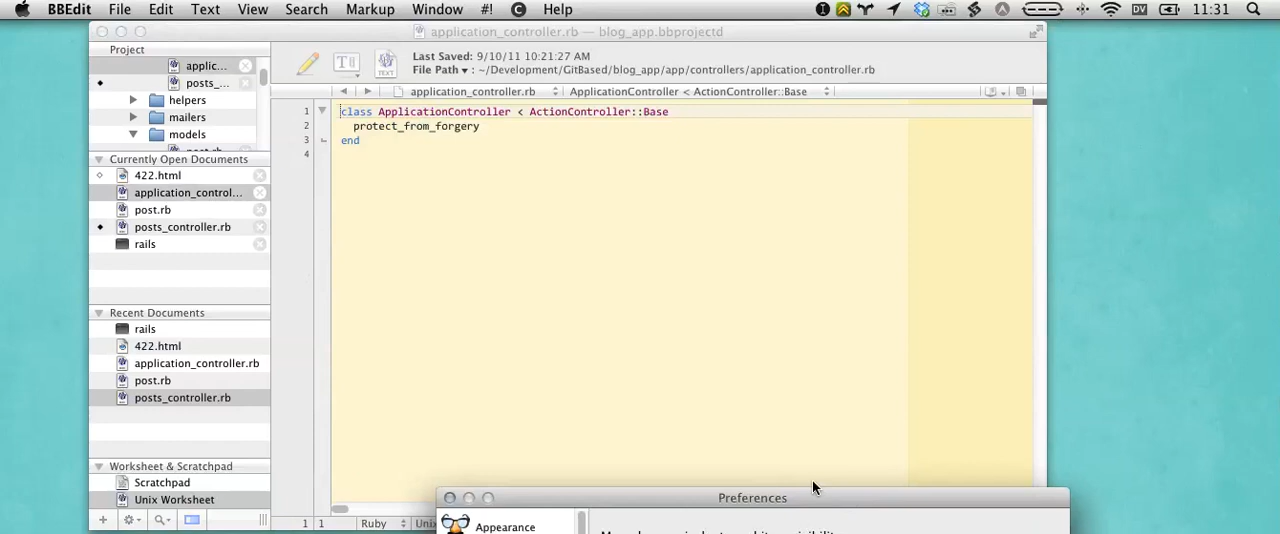 BBEdit File Edit Text View Search Markup Window #! Help 11:31
application_controller.rb — blog_app.bbprojectd
Project
applic...
posts_...
helpers
mailers
models
Currently Open Documents
422.html
application_control...
post.rb
posts_controller.rb
rails
Recent Documents
rails
422.html
application_controller.rb
post.rb
posts_controller.rb
Worksheet & Scratchpad
Scratchpad
Unix Worksheet
Last Saved: 9/10/11 10:21:27 AM
File Path ▾ : ~/Development/GitBased/blog_app/app/controllers/application_controller.rb
application_controller.rb ApplicationController < ActionController::Base
1 class ApplicationController < ActionController::Base
2 protect_from_forgery
3 end
4
1 1 Ruby
Preferences
Appearance